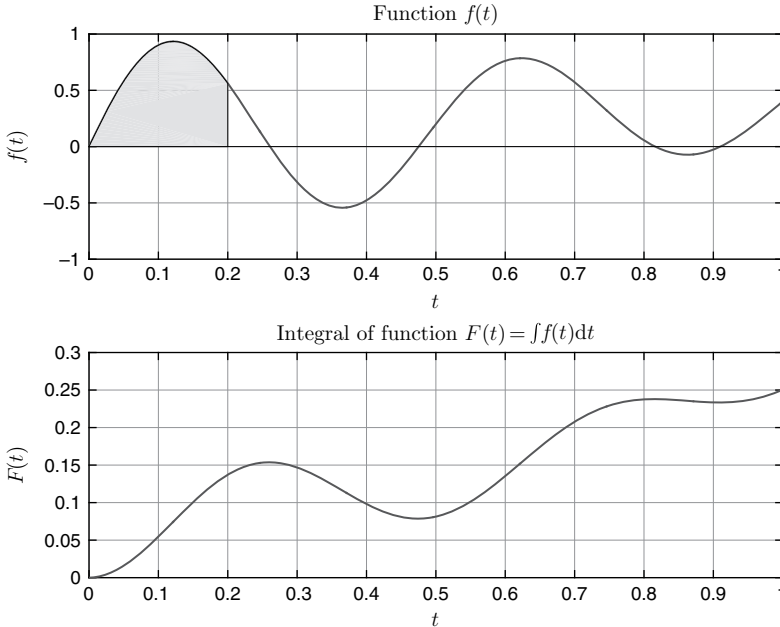 Function f(t)
1
0.5
0
−0.5
−1
f(t)
0 0.1 0.2 0.3 0.4 0.5 0.6 0.7 0.8 0.9 1
t
Integral of function F(t) = ∫f(t)dt
0.3
0.25
0.2
0.15
0.1
0.05
0
F(t)
0 0.1 0.2 0.3 0.4 0.5 0.6 0.7 0.8 0.9 1
t